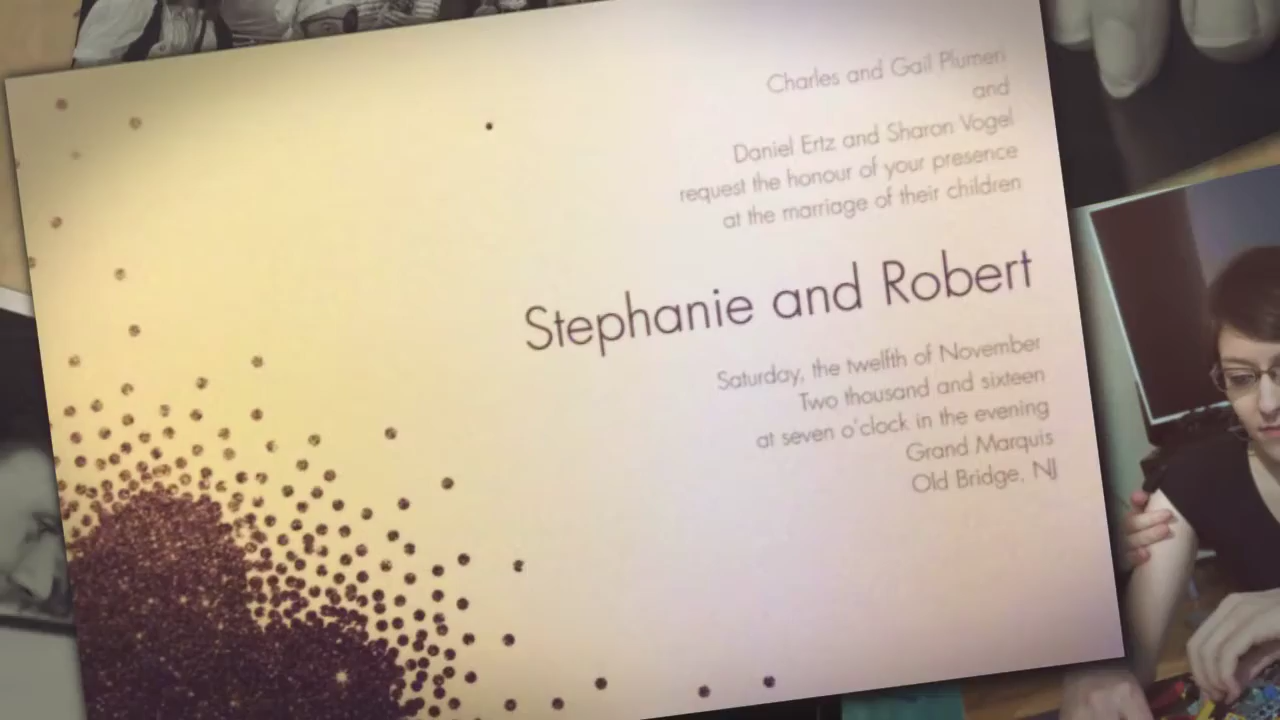 Charles and Gail Plumeri
and
Daniel Ertz and Sharon Vogel
request the honour of your presence
at the marriage of their children
Stephanie and Robert
Saturday, the twelfth of November
Two thousand and sixteen
at seven o'clock in the evening
Grand Marquis
Old Bridge, NJ